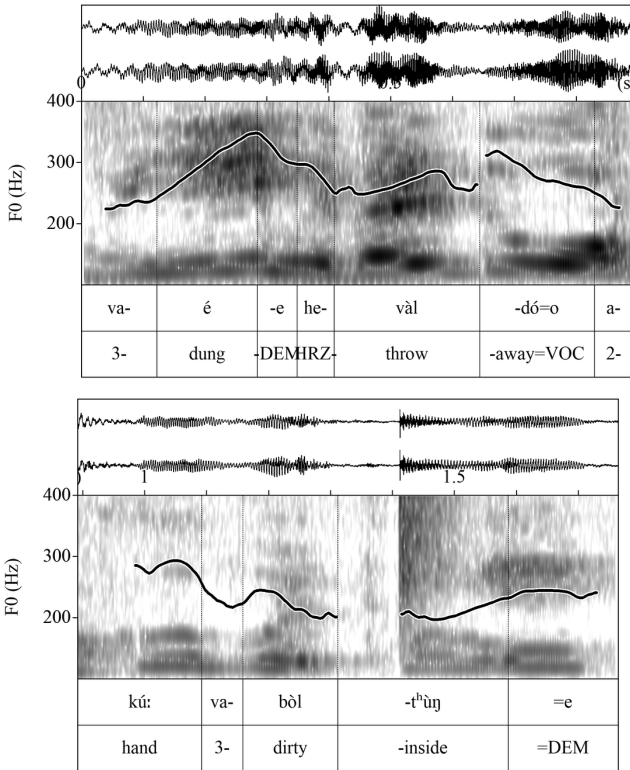 0 0.5 (s
400
300
200
F0 (Hz)
va- é -e he- vàl -dó=o a-
3- dung -DEM HRZ- throw -away=VOC 2-
1 1.5
400
300
200
F0 (Hz)
kúː va- bòl -tʰùŋ =e
hand 3- dirty -inside =DEM